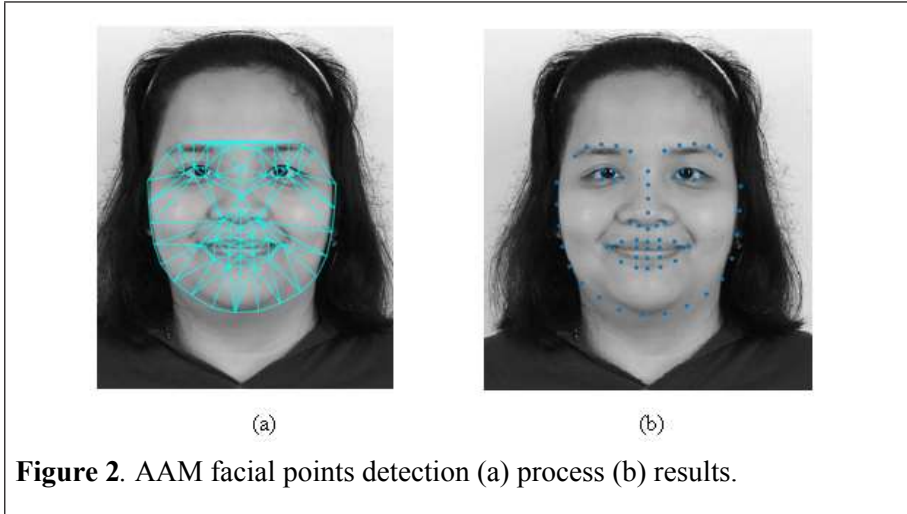 (a) (b)
Figure 2. AAM facial points detection (a) process (b) results.